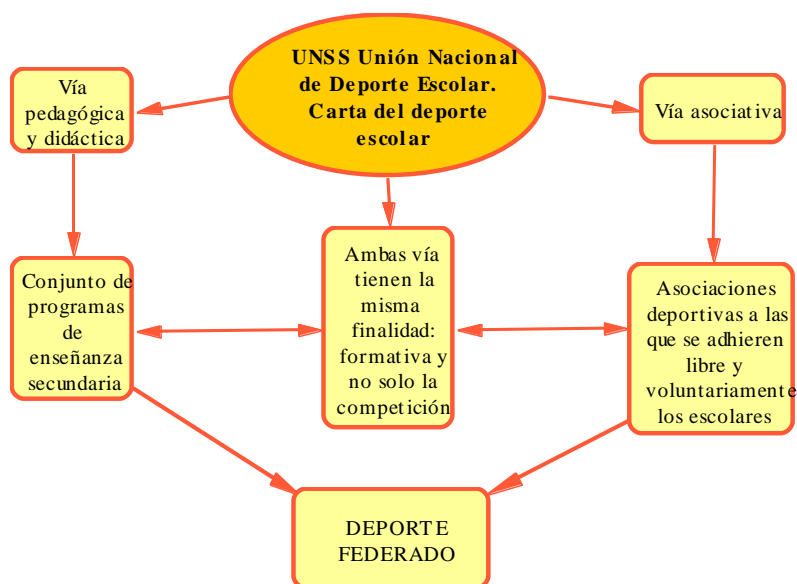 UNSS Unión Nacional
de Deporte Escolar.
Carta del deporte
escolar
Vía
pedagógica
y didáctica
Vía asociativa
Conjunto de
programas
de
enseñanza
secundaria
Ambas vía
tienen la
misma
finalidad:
formativa y
no solo la
competición
Asociaciones
deportivas a las
que se adhieren
libre y
voluntariamente
los escolares
DEPORTE
FEDERADO